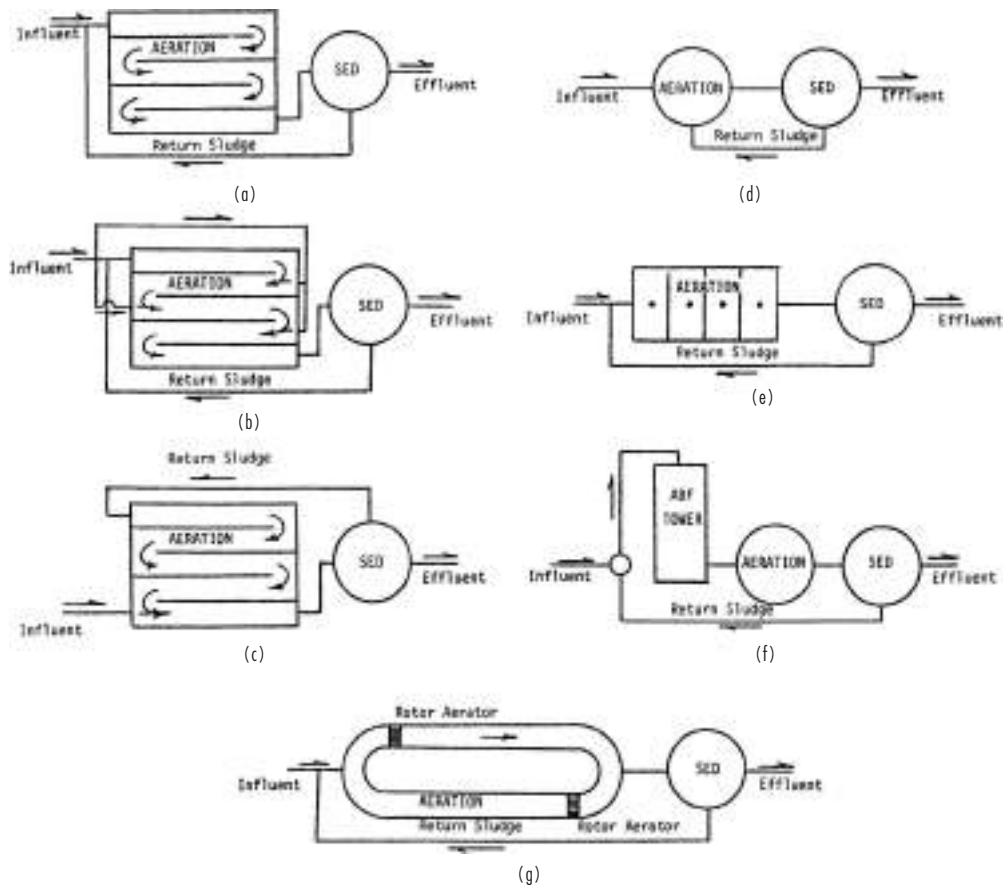 Influent
AERATION
SED
Effluent
Return Sludge
(a)
Influent
AERATION
SED
Effluent
Return Sludge
(d)
Influent
AERATION
SED
Effluent
Return Sludge
(b)
Influent
AERATION
SED
Effluent
Return Sludge
(e)
Return Sludge
AERATION
SED
Effluent
Influent
(c)
ABF
TOWER
Influent
AERATION
SED
Effluent
Return Sludge
(f)
Rotor Aerator
Influent
SED
Effluent
AERATION
Return Sludge
Rotor Aerator
(g)